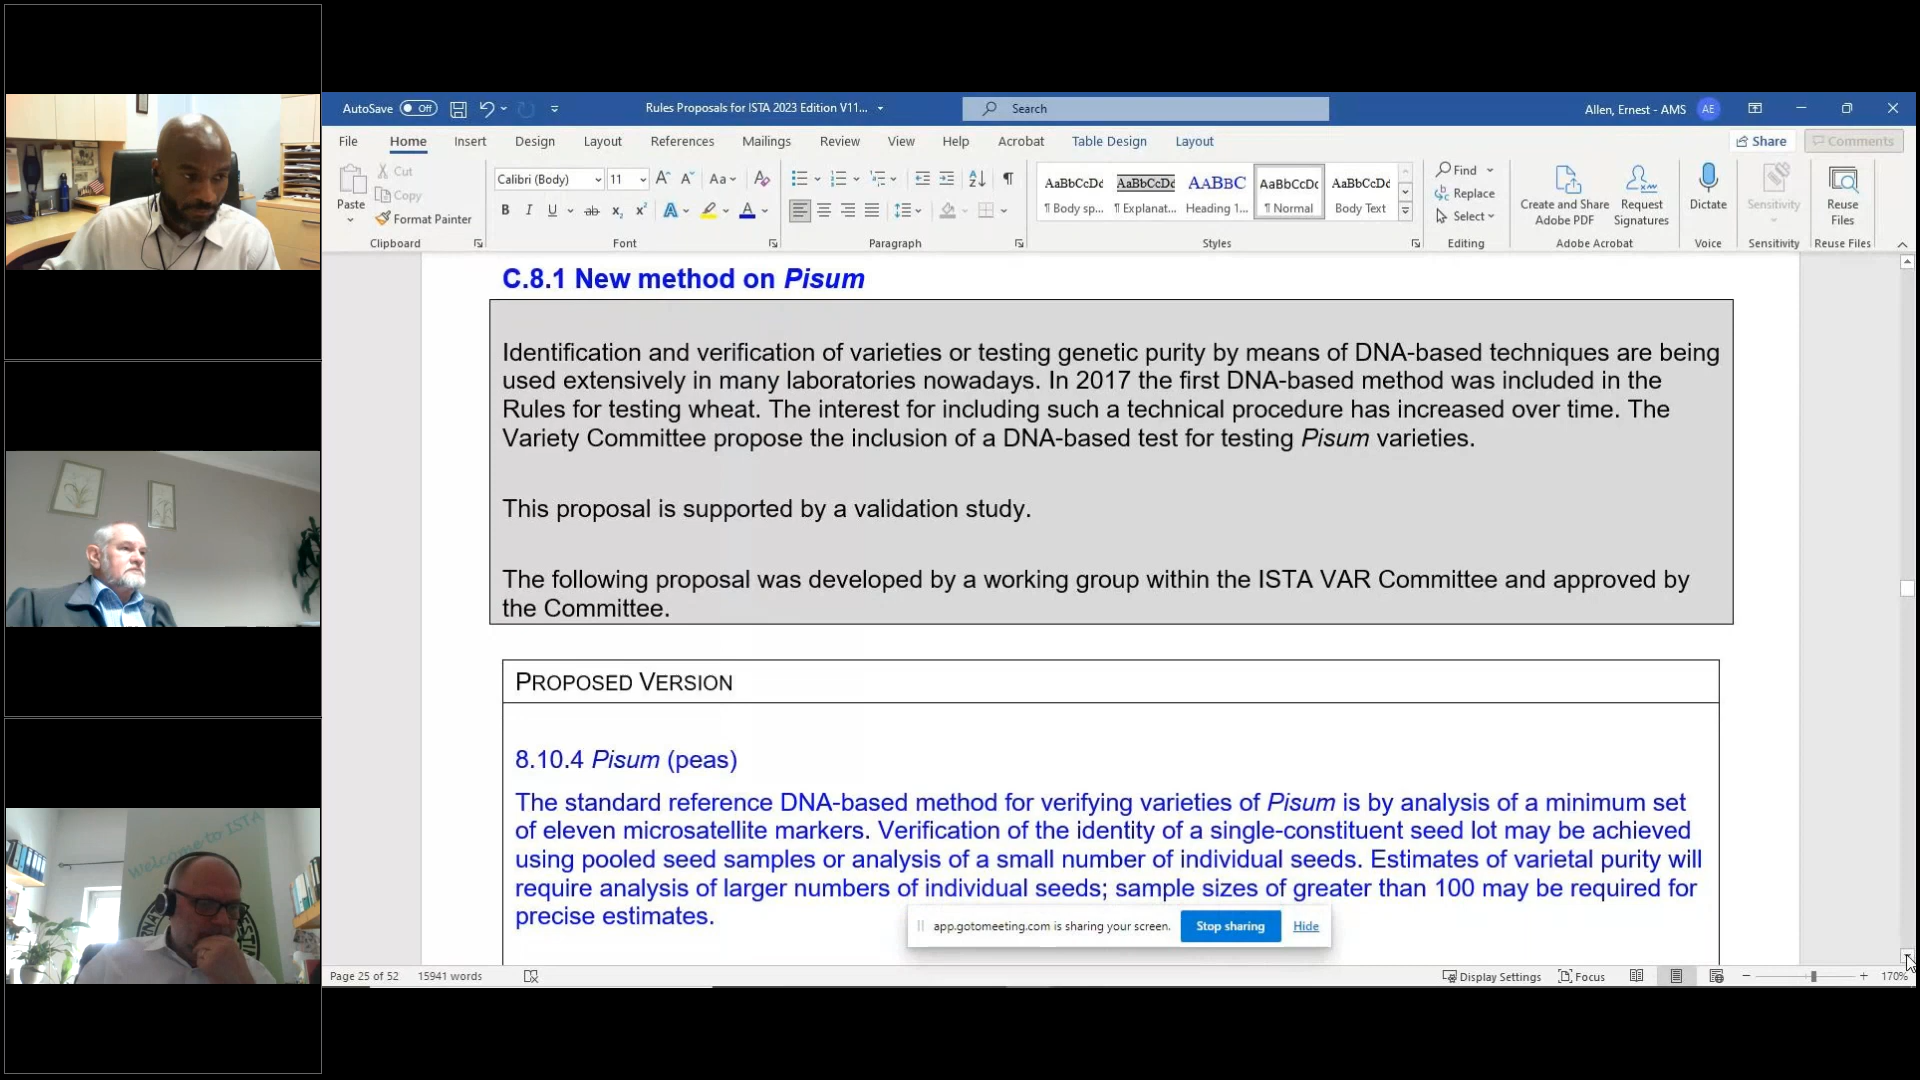 AutoSave Off
Rules Proposals for ISTA 2023 Edition V11...
Search
Allen, Ernest - AMS AE
File Home Insert Design Layout References Mailings Review View Help Acrobat Table Design Layout
Share Comments
Paste
Cut
Copy
Format Painter
Clipboard
Calibri (Body) 11
Font
Paragraph
AaBbCcDc AaBbCcDc AABBC AaBbCcDc AaBbCcDc
¶ Body sp... ¶ Explanat... Heading 1... ¶ Normal Body Text
Styles
Find
Replace
Select
Editing
Create and Share
Adobe PDF
Request
Signatures
Adobe Acrobat
Dictate
Voice
Sensitivity
Sensitivity
Reuse
Files
Reuse Files
C.8.1 New method on Pisum
Identification and verification of varieties or testing genetic purity by means of DNA-based techniques are being
used extensively in many laboratories nowadays. In 2017 the first DNA-based method was included in the
Rules for testing wheat. The interest for including such a technical procedure has increased over time. The
Variety Committee propose the inclusion of a DNA-based test for testing Pisum varieties.
This proposal is supported by a validation study.
The following proposal was developed by a working group within the ISTA VAR Committee and approved by
the Committee.
PROPOSED VERSION
8.10.4 Pisum (peas)
The standard reference DNA-based method for verifying varieties of Pisum is by analysis of a minimum set
of eleven microsatellite markers. Verification of the identity of a single-constituent seed lot may be achieved
using pooled seed samples or analysis of a small number of individual seeds. Estimates of varietal purity will
require analysis of larger numbers of individual seeds; sample sizes of greater than 100 may be required for
precise estimates.
app.gotomeeting.com is sharing your screen.
Stop sharing
Hide
Page 25 of 52
15941 words
Display Settings
Focus
170%
Welcome to ISTA